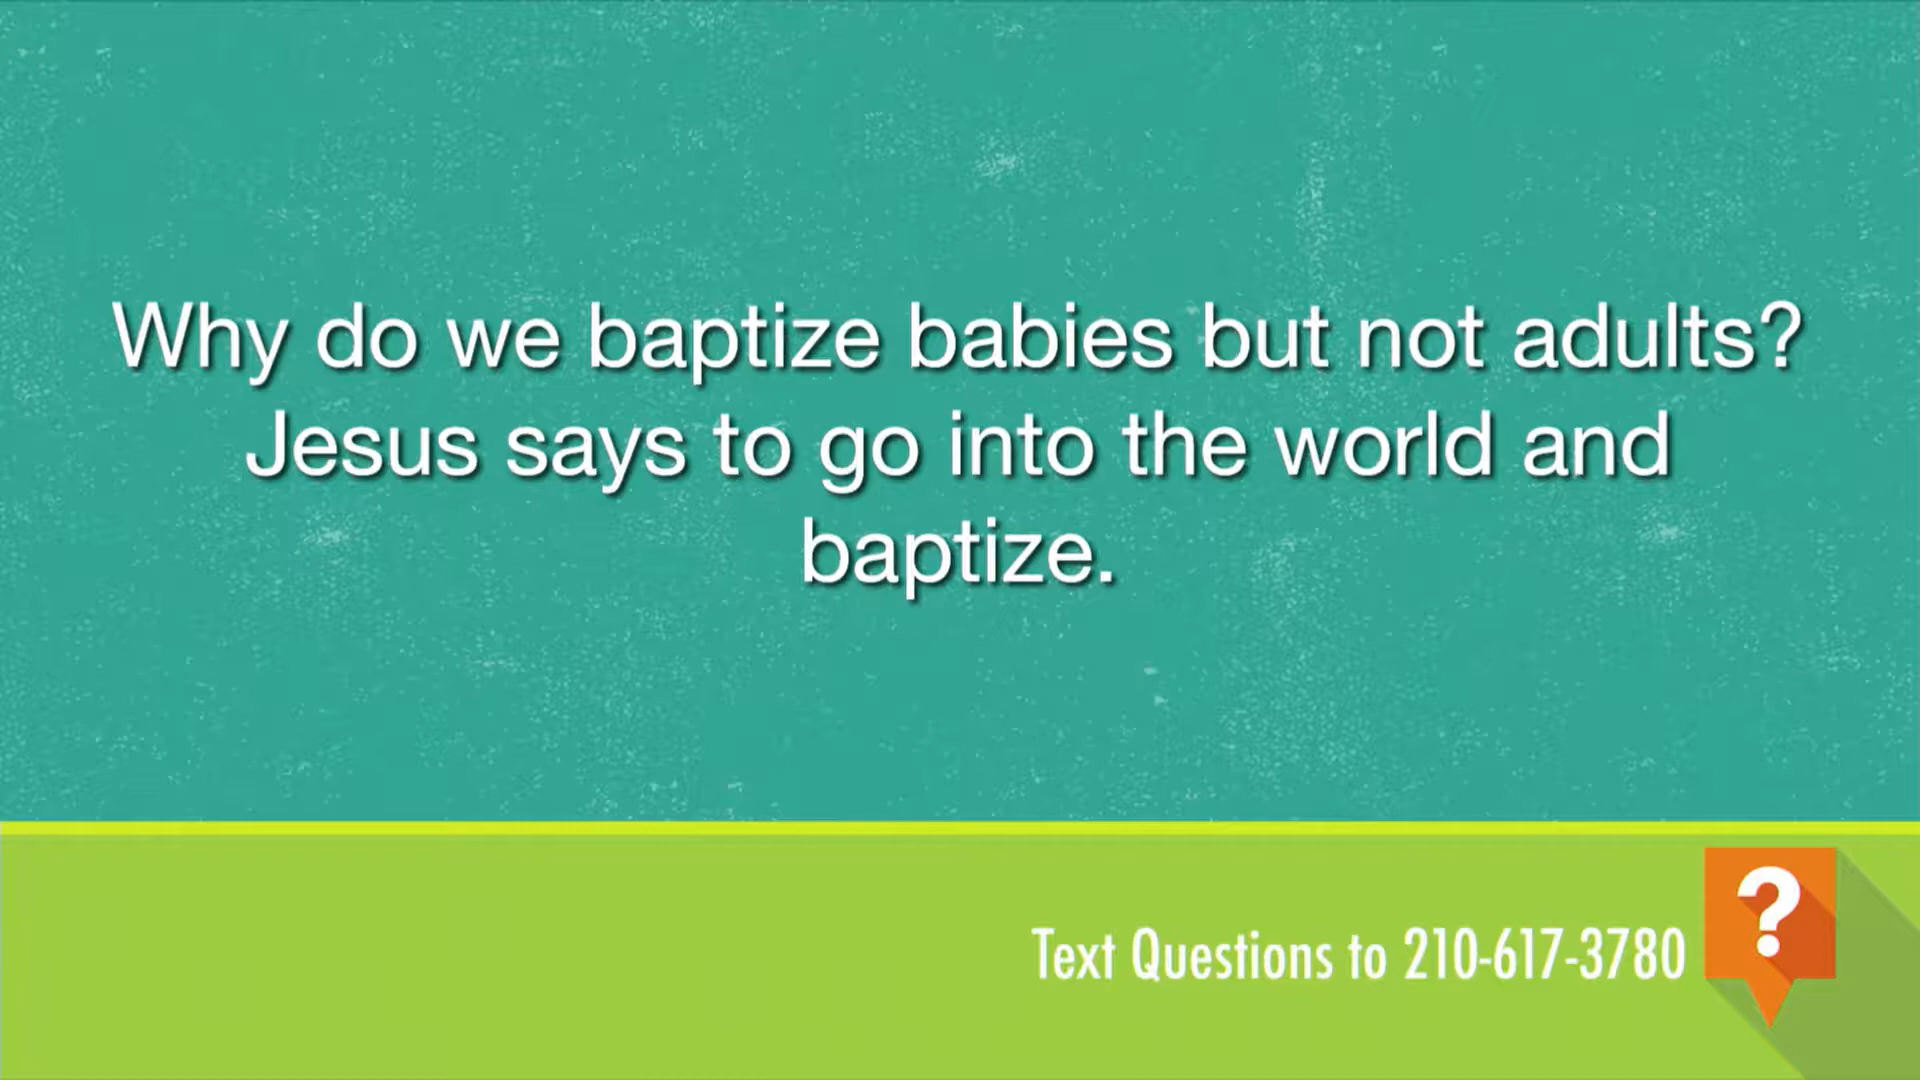 Why do we baptize babies but not adults?
Jesus says to go into the world and
baptize.
Text Questions to 210-617-3780
?